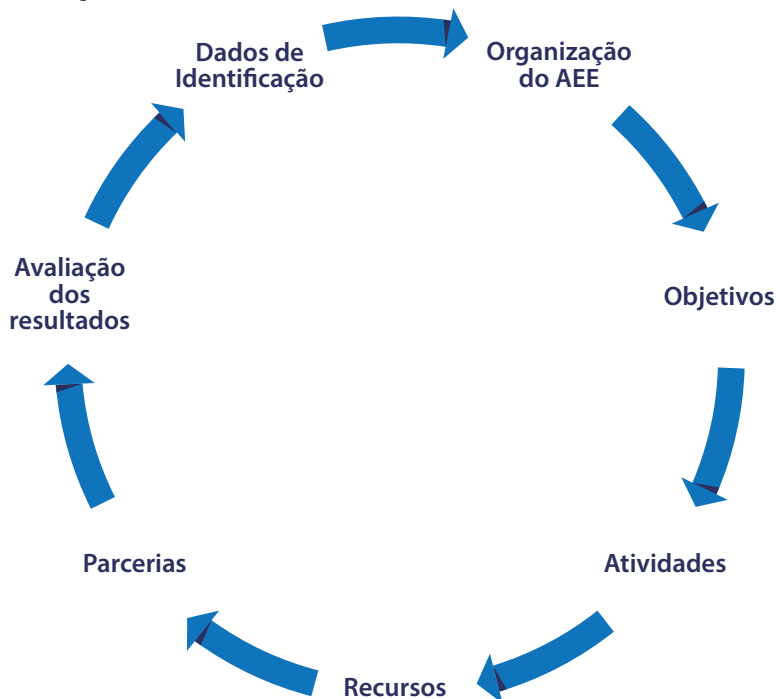 Dados de
Identificação
Organização
do AEE
Objetivos
Atividades
Recursos
Parcerias
Avaliação
dos
resultados